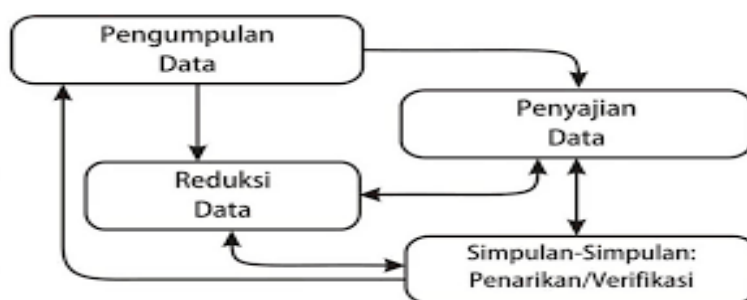 Pengumpulan
Data
Penyajian
Data
Reduksi
Data
Simpulan-Simpulan:
Penarikan/Verifikasi